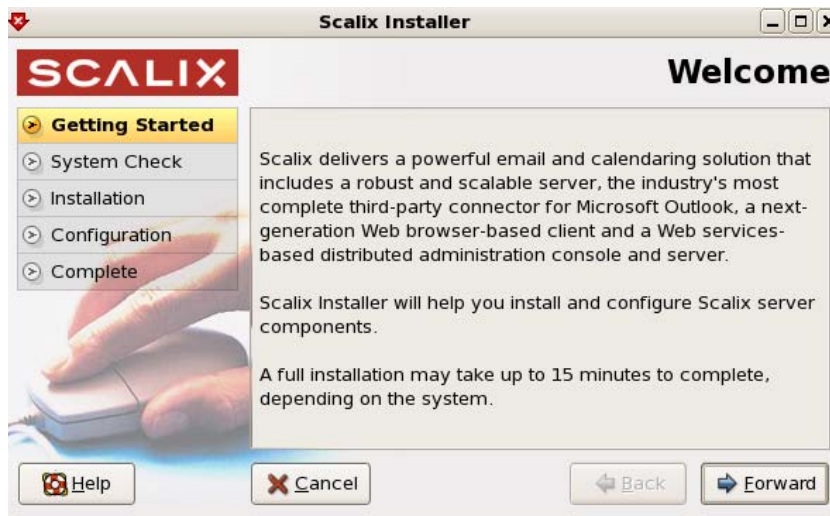 Scalix Installer
SCALIX
Welcome
Getting Started
System Check
Installation
Configuration
Complete
Scalix delivers a powerful email and calendaring solution that
includes a robust and scalable server, the industry's most
complete third-party connector for Microsoft Outlook, a next-
generation Web browser-based client and a Web services-
based distributed administration console and server.
Scalix Installer will help you install and configure Scalix server
components.
A full installation may take up to 15 minutes to complete,
depending on the system.
Help
Cancel
Back
Forward